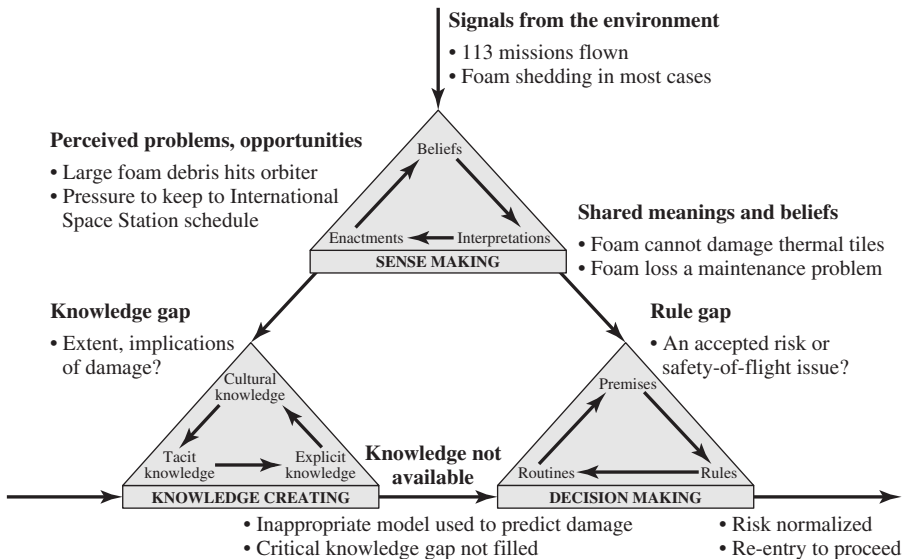 Signals from the environment
• 113 missions flown
• Foam shedding in most cases
Perceived problems, opportunities
• Large foam debris hits orbiter
• Pressure to keep to International
Space Station schedule
Beliefs
Enactments
Interpretations
SENSE MAKING
Shared meanings and beliefs
• Foam cannot damage thermal tiles
• Foam loss a maintenance problem
Knowledge gap
• Extent, implications
of damage?
Rule gap
• An accepted risk or
safety-of-flight issue?
Cultural
knowledge
Tacit
knowledge
Explicit
knowledge
KNOWLEDGE CREATING
Knowledge not
available
Premises
Routines
Rules
DECISION MAKING
• Inappropriate model used to predict damage
• Critical knowledge gap not filled
• Risk normalized
• Re-entry to proceed